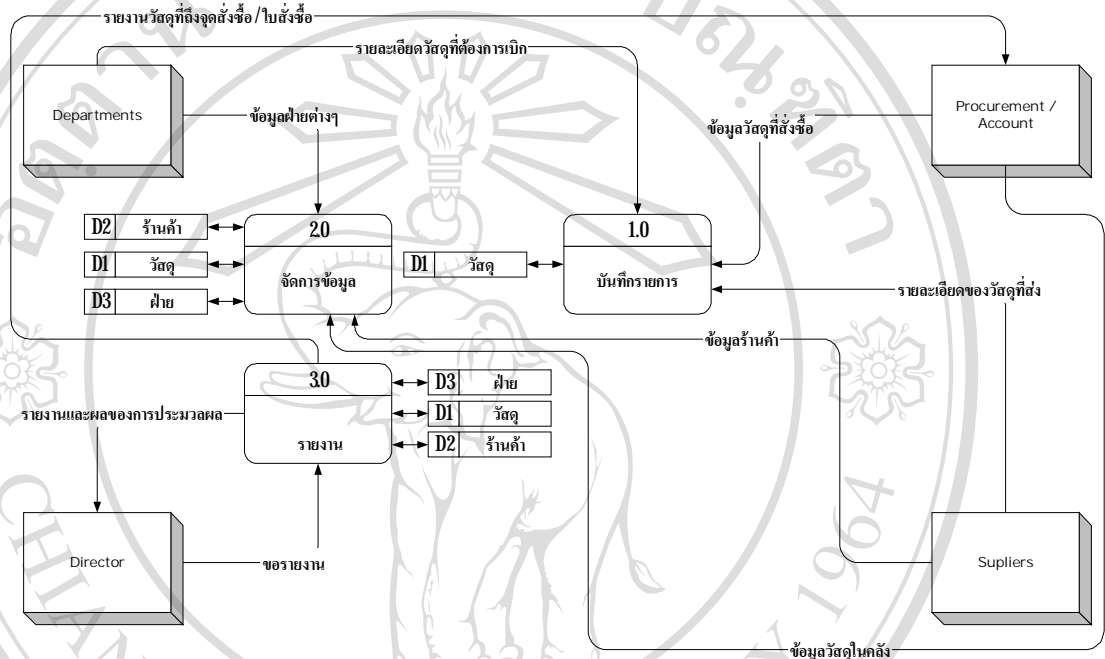 รายงานวัสดุที่ถึงจุดสั่งซื้อ/ใบสั่งซื้อ
รายละเอียดวัสดุที่ต้องการเบิก
Departments
ข้อมูลฝ่ายต่างๆ
Procurement /
Account
ข้อมูลวัสดุที่สั่งซื้อ
D2 ร้านค้า
D1 วัสดุ
D3 ฝ่าย
2.0
จัดการข้อมูล
D1 วัสดุ
1.0
บันทึกรายการ
รายละเอียดของวัสดุที่ส่ง
ข้อมูลร้านค้า
3.0
รายงาน
D3 ฝ่าย
D1 วัสดุ
D2 ร้านค้า
รายงานและผลของการประมวลผล
Director
ขอรายงาน
Supliers
ข้อมูลวัสดุในคลัง
1964